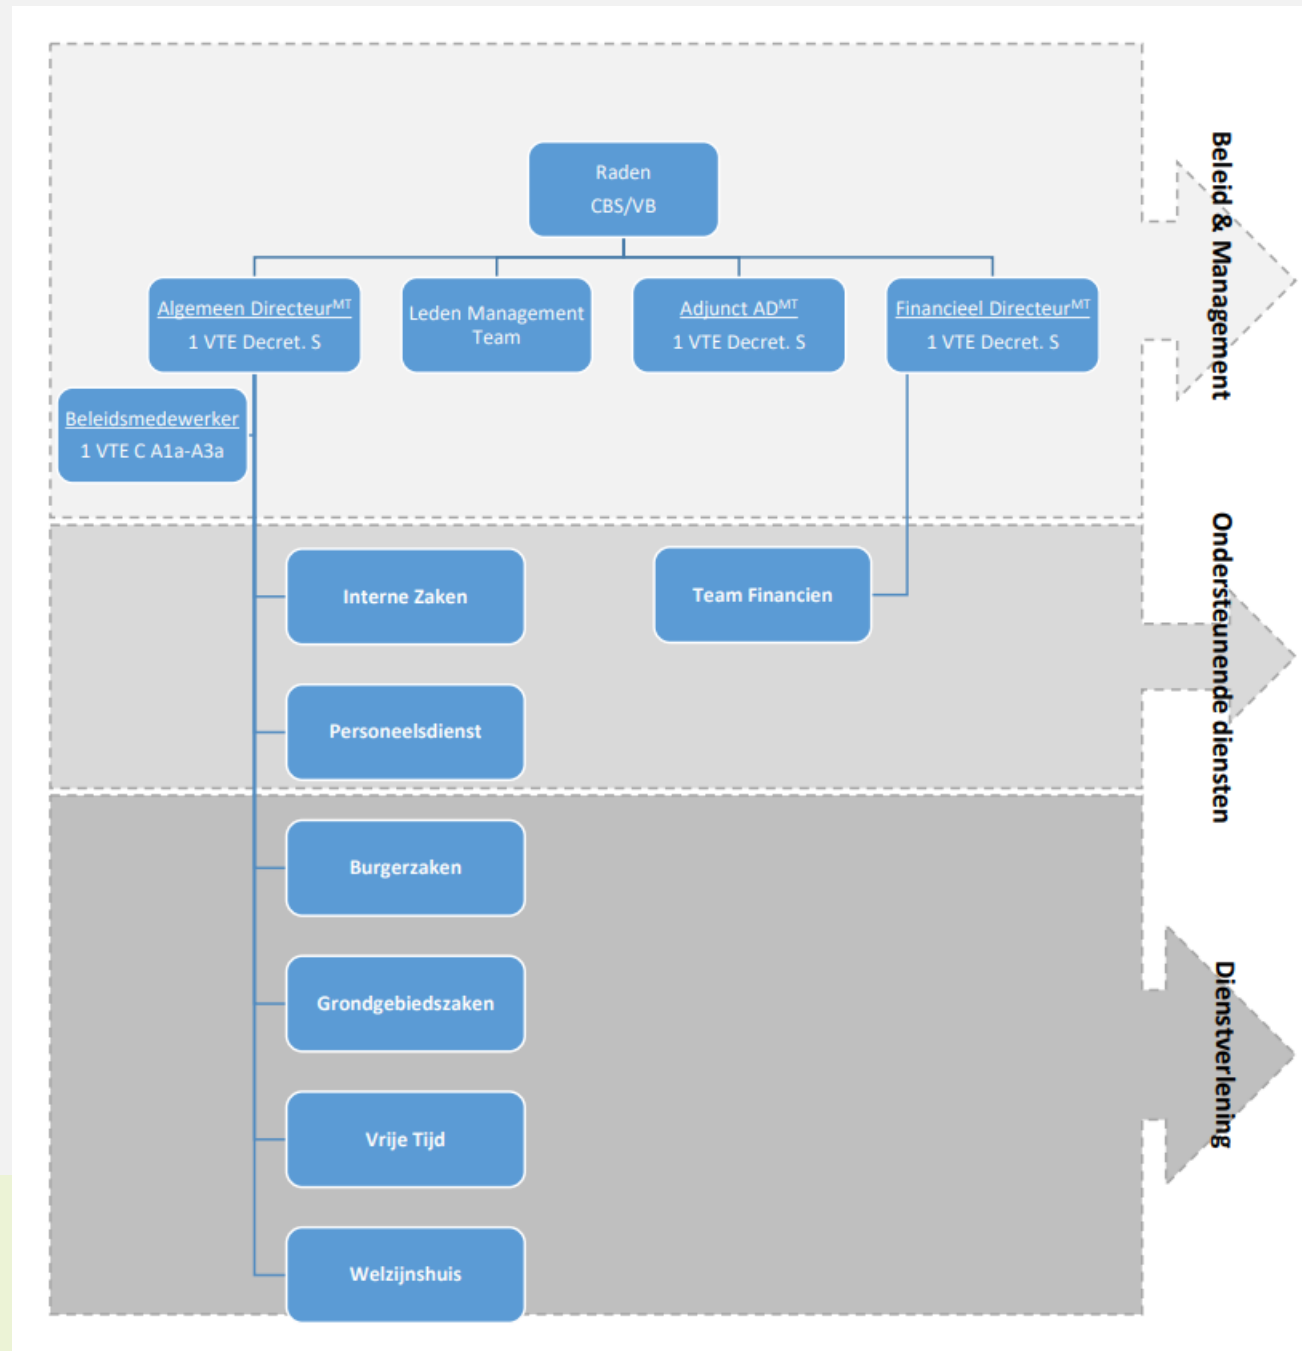 Raden
CBS/VB
Algemeen Directeurᴹᵀ
1 VTE Decret. S
Leden Management
Team
Adjunct ADᴹᵀ
1 VTE Decret. S
Financieel Directeurᴹᵀ
1 VTE Decret. S
Beleidsmedewerker
1 VTE C A1a-A3a
Beleid & Management
Interne Zaken
Team Financien
Personeelsdienst
Ondersteunende diensten
Burgerzaken
Grondgebiedszaken
Vrije Tijd
Welzijnshuis
Dienstverlening